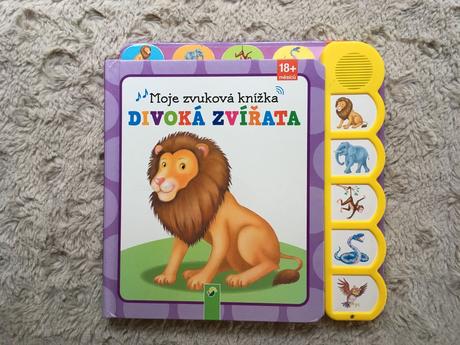 18+
měsíců
Moje zvuková knížka
DIVOKÁ ZVÍŘATA